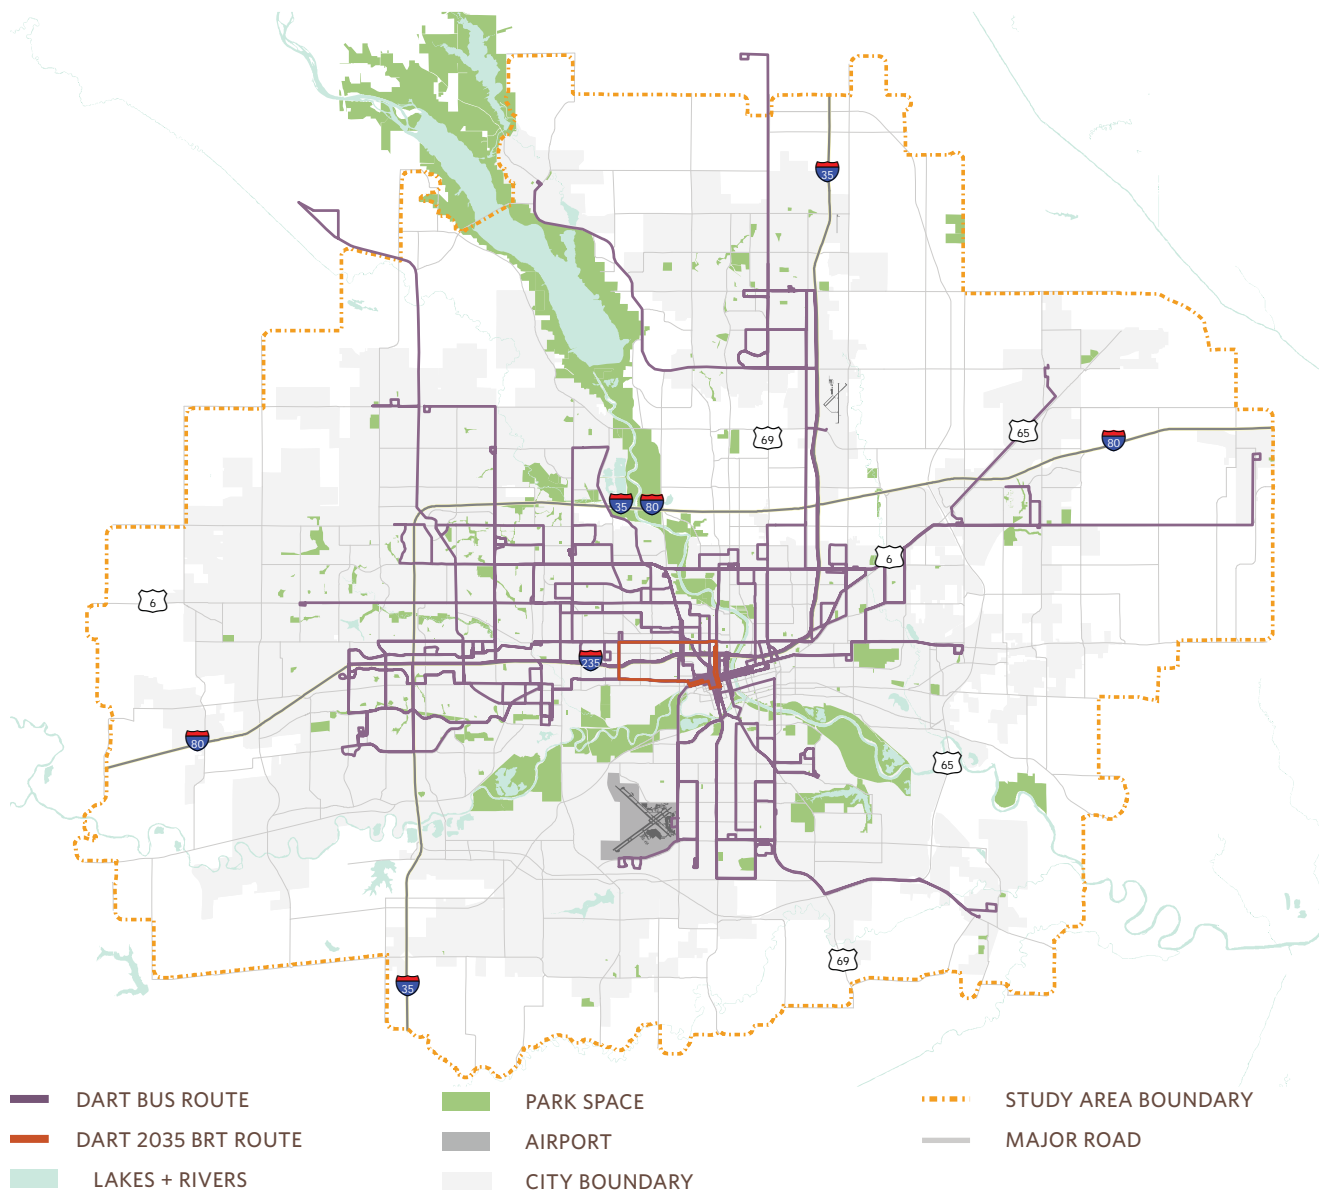 35
69
65
80
35
80
6
6
235
80
65
69
35
DART BUS ROUTE
DART 2035 BRT ROUTE
LAKES + RIVERS
PARK SPACE
AIRPORT
CITY BOUNDARY
STUDY AREA BOUNDARY
MAJOR ROAD